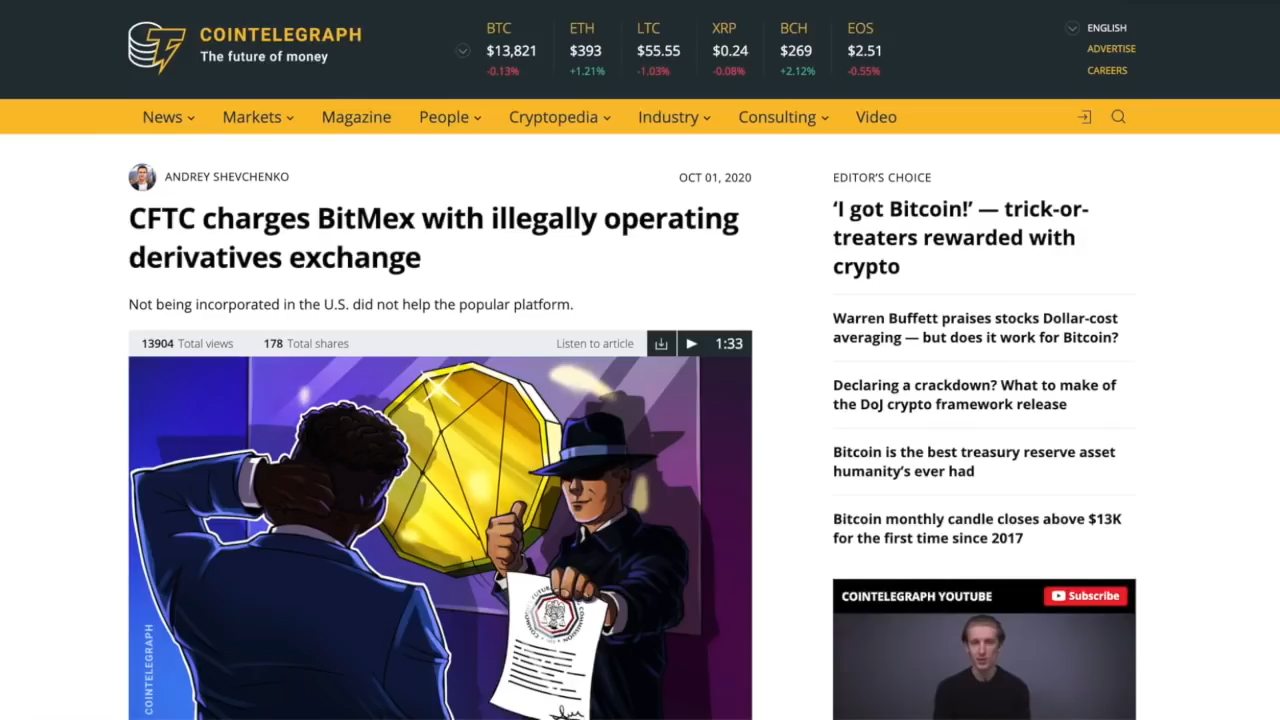 COINTELEGRAPH
The future of money
BTC
$13,821
-0.13%
ETH
$393
+1.21%
LTC
$55.55
-1.03%
XRP
$0.24
-0.08%
BCH
$269
+2.12%
EOS
$2.51
-0.55%
ENGLISH
ADVERTISE
CAREERS
News Markets Magazine People Cryptopedia Industry Consulting Video
ANDREY SHEVCHENKO
OCT 01, 2020
CFTC charges BitMex with illegally operating
derivatives exchange
Not being incorporated in the U.S. did not help the popular platform.
13904 Total views 178 Total shares Listen to article 1:33
COINTELEGRAPH
EDITOR'S CHOICE
‘I got Bitcoin!’ — trick-or-
treaters rewarded with
crypto
Warren Buffett praises stocks Dollar-cost
averaging — but does it work for Bitcoin?
Declaring a crackdown? What to make of
the DoJ crypto framework release
Bitcoin is the best treasury reserve asset
humanity’s ever had
Bitcoin monthly candle closes above $13K
for the first time since 2017
COINTELEGRAPH YOUTUBE
Subscribe